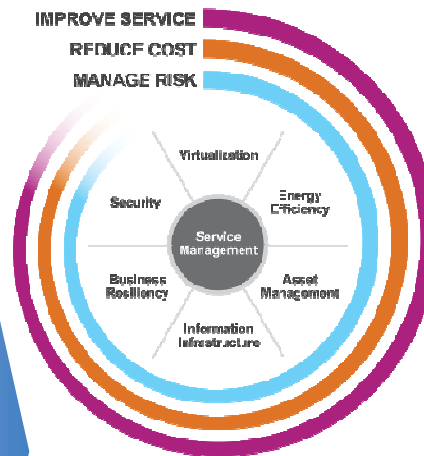 IMPROVE SERVICE
REDUCE COST
MANAGE RISK
Virtualization
Security
Energy
Efficiency
Service
Management
Business
Resiliency
Asset
Management
Information
Infrastructure